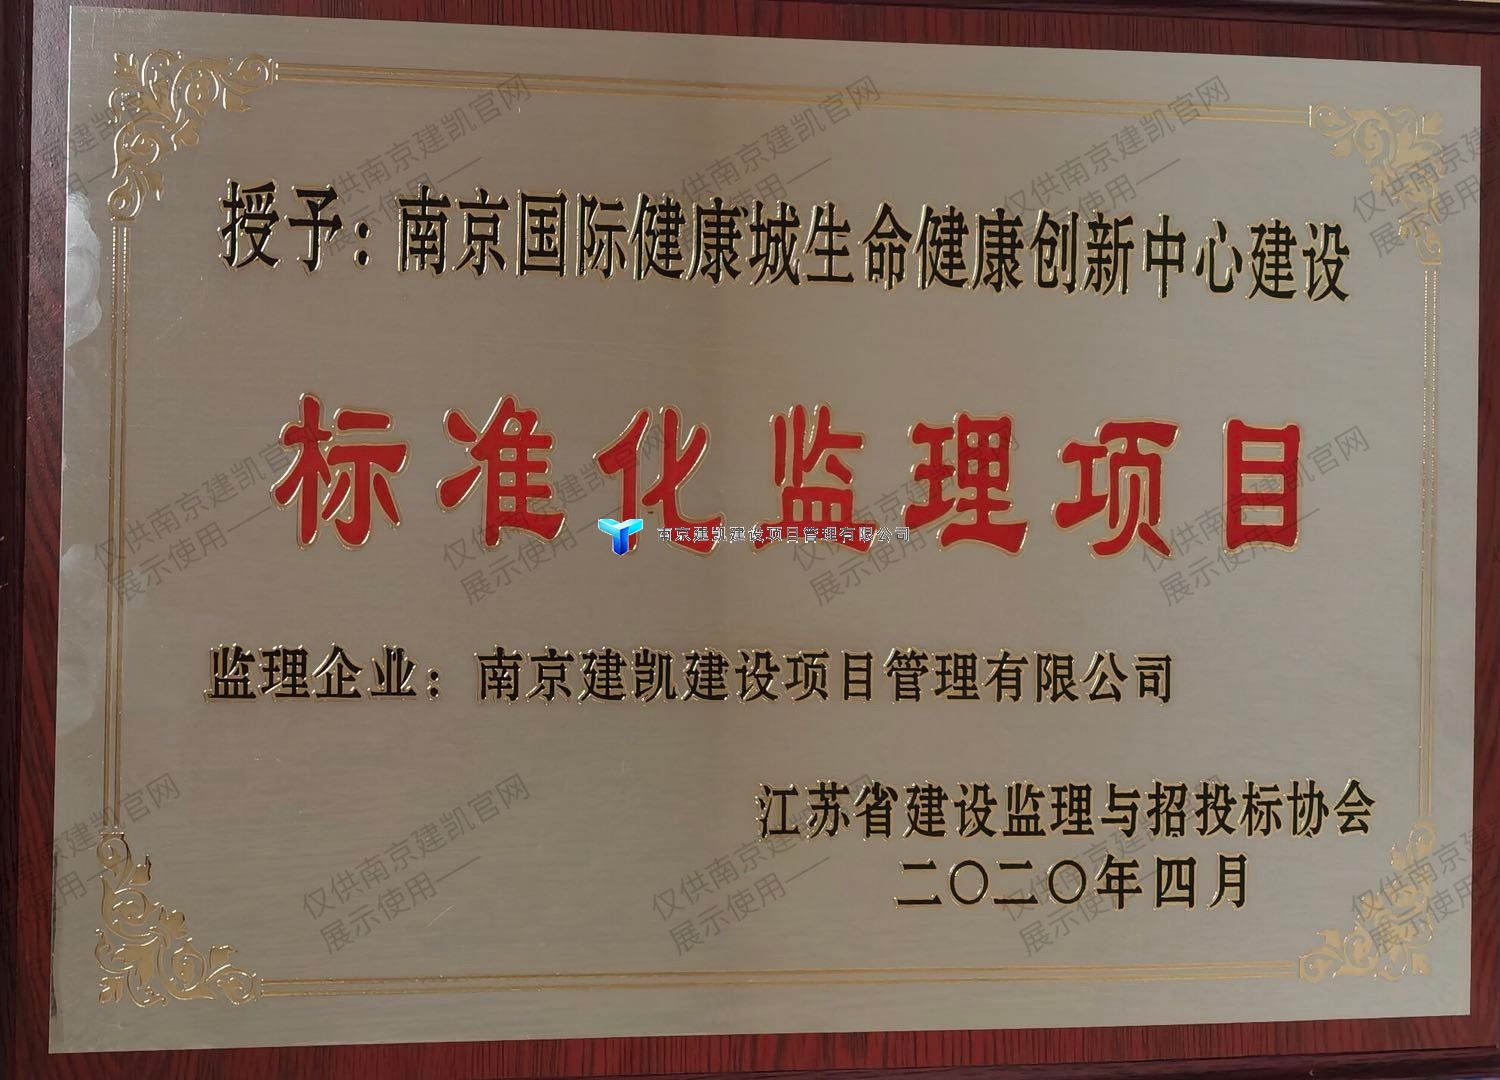 授予：南京国际健康城生命健康创新中心建设
标准化监理项目
南京建凯建设项目管理有限公司
监理企业：南京建凯建设项目管理有限公司
江苏省建设监理与招投标协会
二〇二〇年四月
仅供南京建凯官网
展示使用一